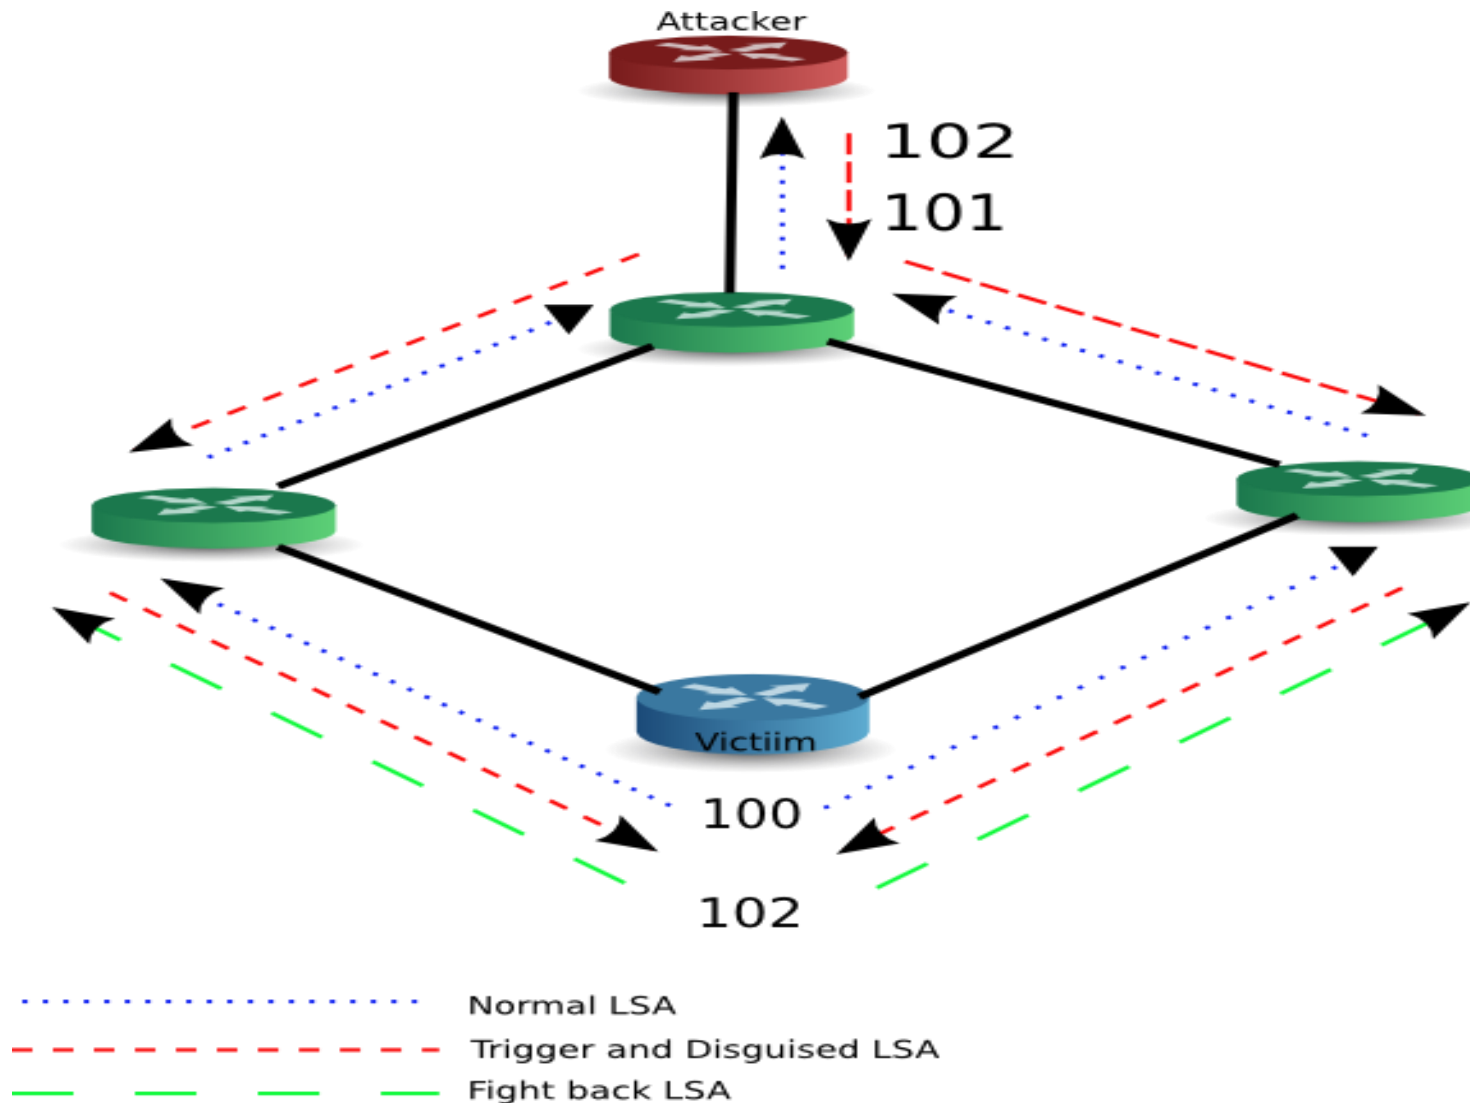 Attacker
102
101
Victiim
100
102
Normal LSA
Trigger and Disguised LSA
Fight back LSA